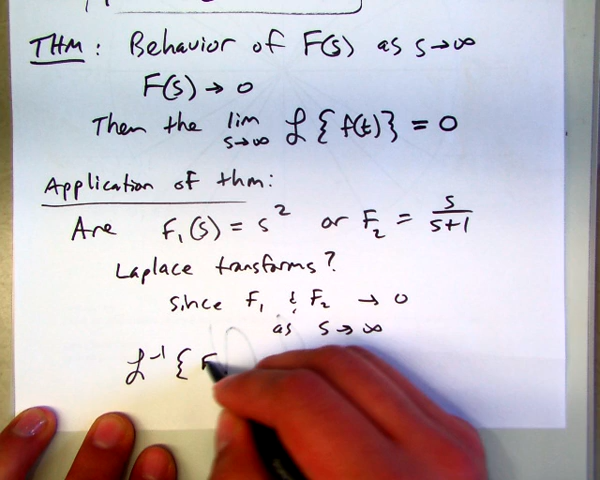 THM: Behavior of F(s) as s→∞
F(s) → 0
Then the lim s→∞ ℒ{f(t)} = 0
Application of thm:
Are F₁(s) = s² or F₂ = s/(s+1)
Laplace transforms?
since F₁ & F₂ → 0
as s→∞
ℒ⁻¹{F